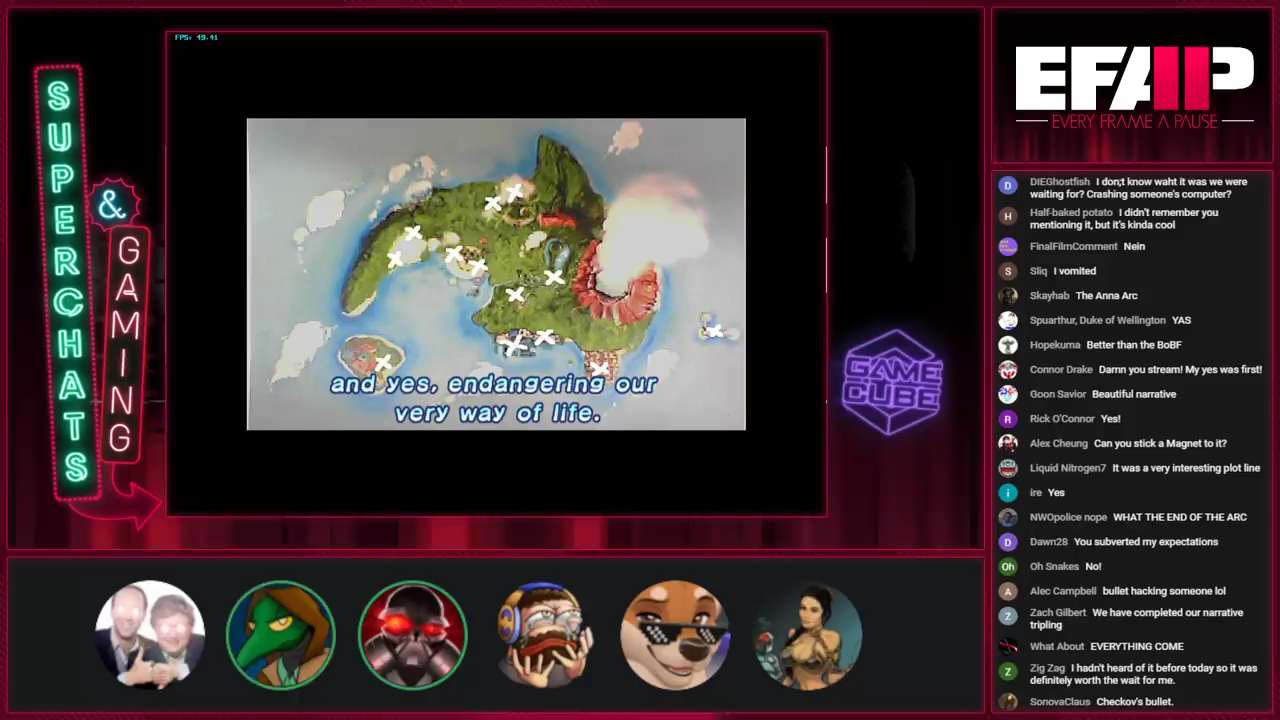 FPS: 49.41
SUPERCHATS
&
GAMING
and yes, endangering our
very way of life.
GAME
CUBE
EFAP
EVERY FRAME A PAUSE
D
DIEGhostfish I don;t know waht it was we were
waiting for? Crashing someone's computer?
H
Half-baked potato I didn't remember you
mentioning it, but it's kinda cool
FinalFilmComment Nein
S
Sliq I vomited
Skayhab The Anna Arc
Spuarthur, Duke of Wellington YAS
Hopekuma Better than the BoBF
Connor Drake Damn you stream! My yes was first!
Goon Savior Beautiful narrative
R
Rick O'Connor Yes!
Alex Cheung Can you stick a Magnet to it?
Liquid Nitrogen7 It was a very interesting plot line
i
ire Yes
NWOpolice nope WHAT THE END OF THE ARC
D
Dawn28 You subverted my expectations
Oh
Oh Snakes No!
A
Alec Campbell bullet hacking someone lol
Z
Zach Gilbert We have completed our narrative
tripling
What About EVERYTHING COME
Z
Zig Zag I hadn't heard of it before today so it was
definitely worth the wait for me.
SonovaClaus Checkov's bullet.